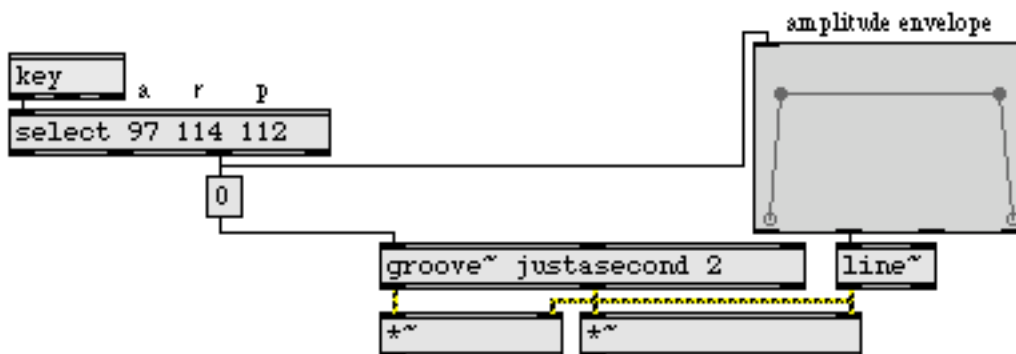 amplitude envelope
key
a r p
select 97 114 112
0
groove~ justasecond 2
line~
*~
*~